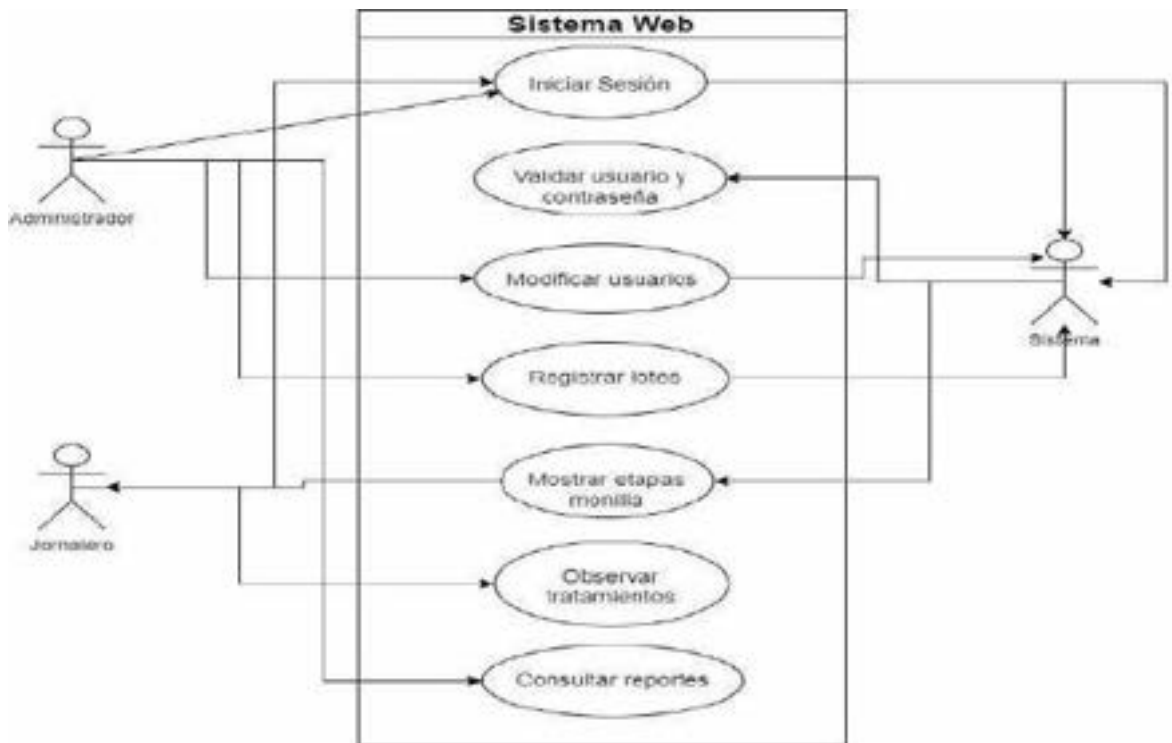 Sistema Web
Iniciar Sesión
Validar usuario y
contraseña
Administrador
Modificar usuarios
Sistema
Registrar lotes
Mostrar etapas
monilla
Jornalero
Observar
tratamientos
Consultar reportes